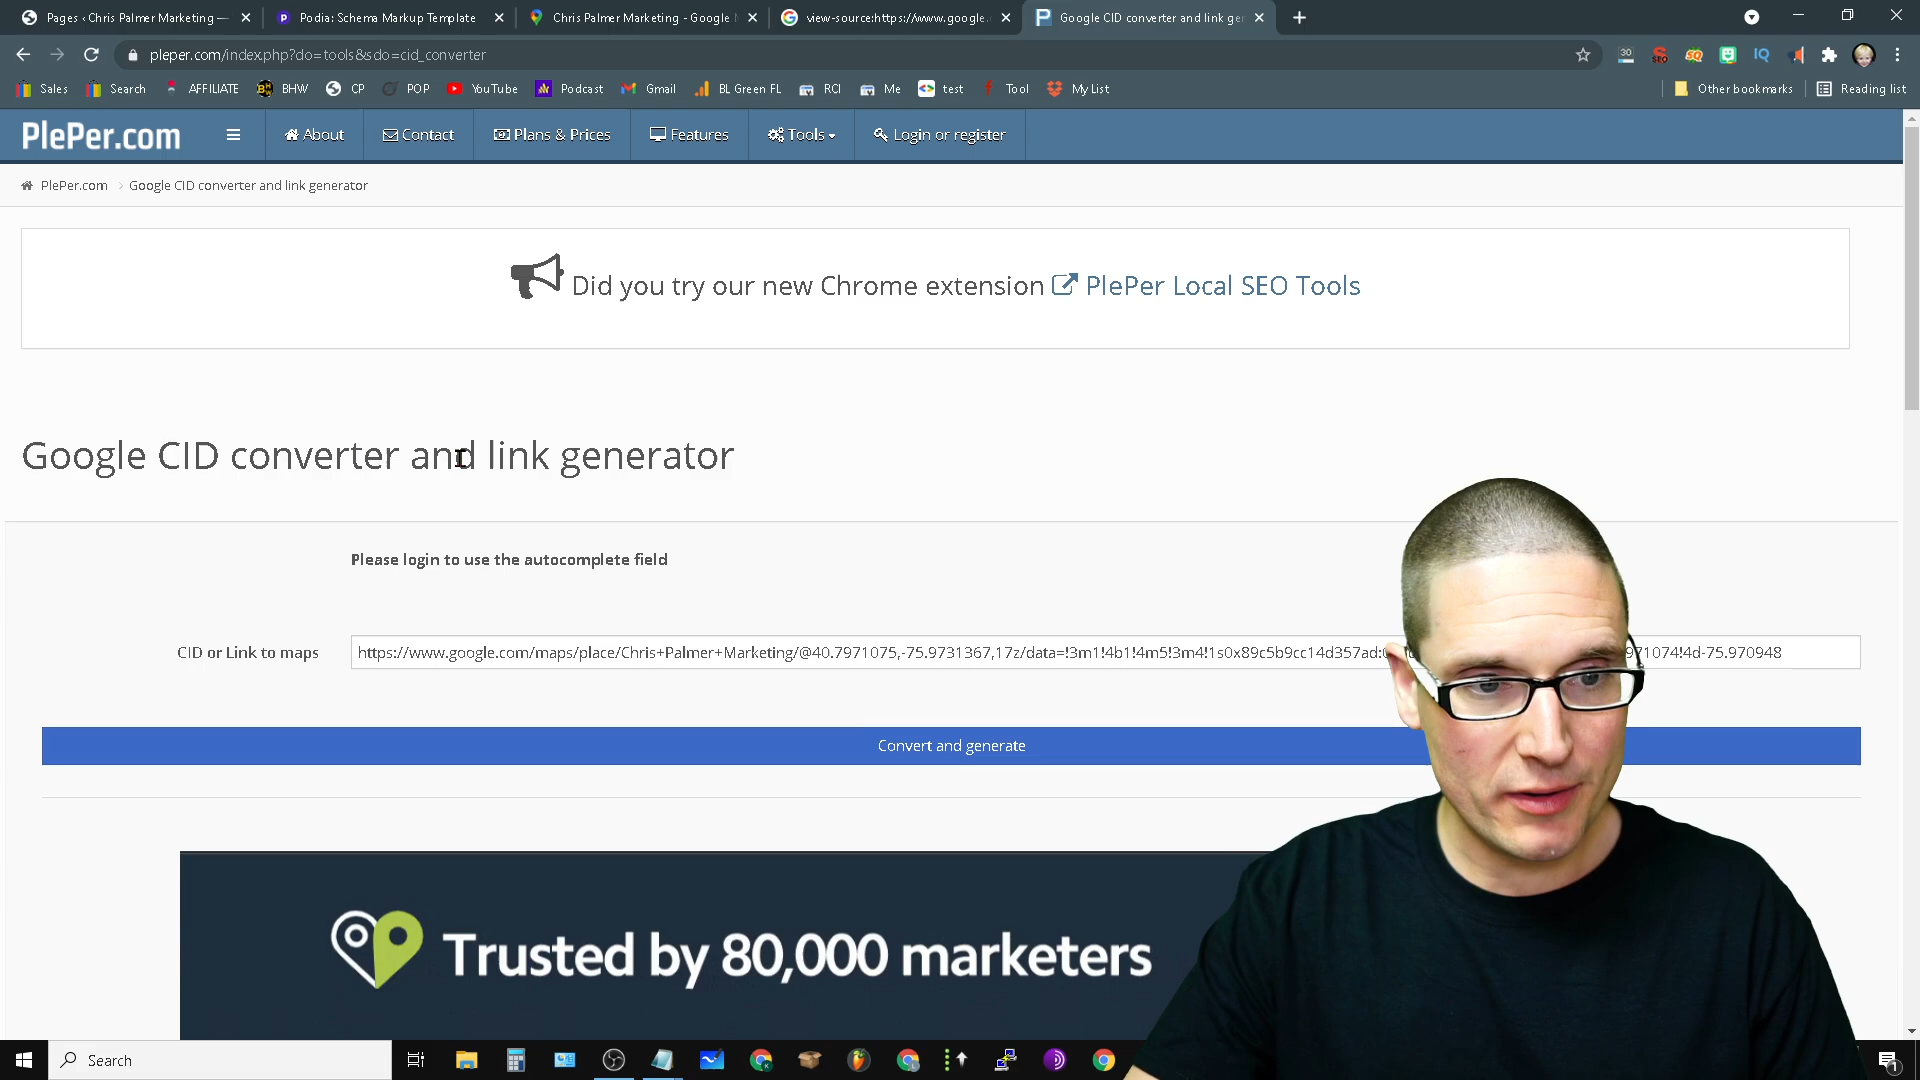 Pages ‹ Chris Palmer Marketing —
Podia: Schema Markup Template
Chris Palmer Marketing - Google
view-source:https://www.google.
Google CID converter and link ge
pleper.com/index.php?do=tools&sdo=cid_converter
30
SEO
SQ
IQ
Sales
Search
AFFILIATE
BHW
CP
POP
YouTube
Podcast
Gmail
BL Green FL
RCI
Me
test
Tool
My List
Other bookmarks
Reading list
PlePer.com
About
Contact
Plans & Prices
Features
Tools
Login or register
PlePer.com
Google CID converter and link generator
Did you try our new Chrome extension PlePer Local SEO Tools
Google CID converter and link generator
Please login to use the autocomplete field
CID or Link to maps
https://www.google.com/maps/place/Chris+Palmer+Marketing/@40.7971075,-75.9731367,17z/data=!3m1!4b1!4m5!3m4!1s0x89c5b9cc14d357ad:
971074!4d-75.970948
Convert and generate
Trusted by 80,000 marketers
Search
1